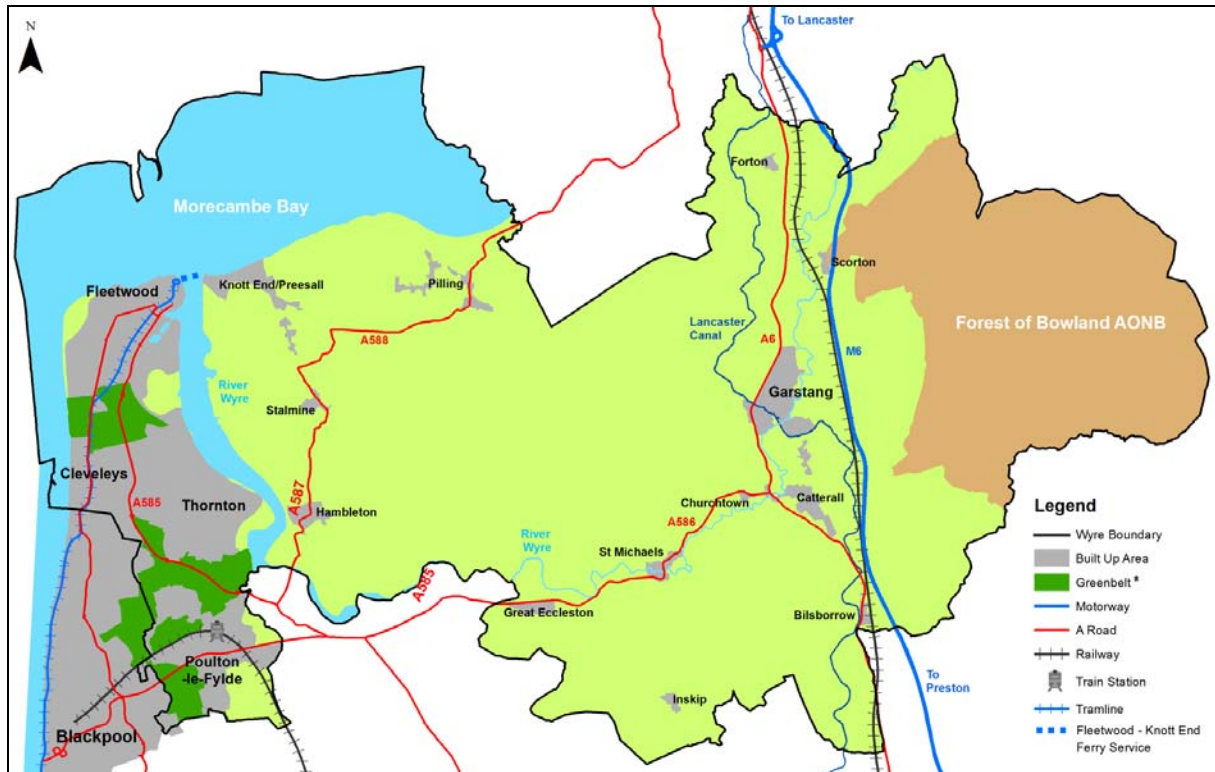 N
To Lancaster
Morecambe Bay
Forton
Scorton
Fleetwood
Knott End/Preesall
Pilling
Lancaster
Canal
Forest of Bowland AONB
A588
A6
M6
River
Wyre
Garstang
Stalmine
Cleveleys
A587
A585
Thornton
Hambleton
Churchtown
Catterall
A586
River
Wyre
St Michaels
A585
Great Eccleston
Bilsborrow
Poulton
-le-Fylde
To
Preston
Inskip
Blackpool
Legend
Wyre Boundary
Built Up Area
Greenbelt *
Motorway
A Road
Railway
Train Station
Tramline
Fleetwood - Knott End
Ferry Service